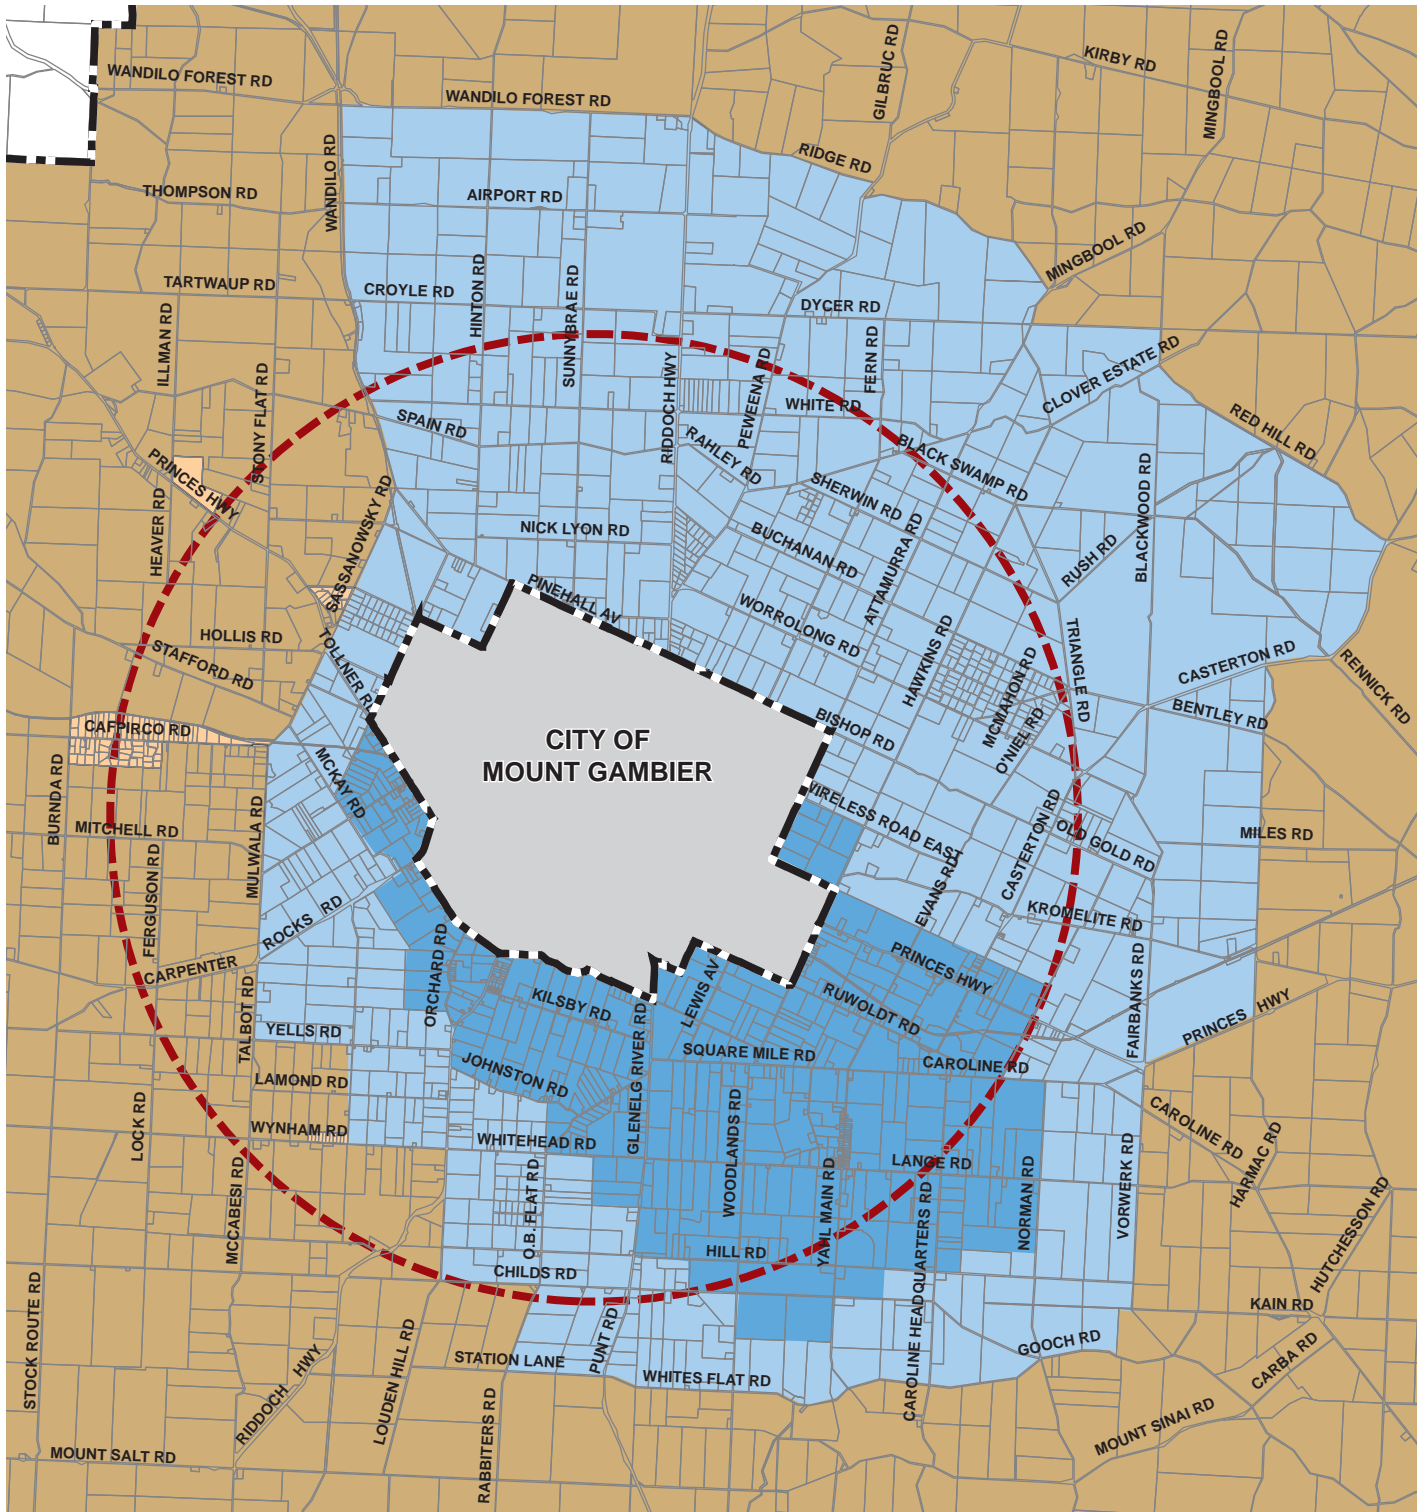 WANDILO FOREST RD
WANDILO FOREST RD
GILBRUC RD
KIRBY RD
MINGBOOL RD
RIDGE RD
WANDILO RD
THOMPSON RD
AIRPORT RD
MINGBOOL RD
TARTWAUP RD
CROYLE RD
HINTON RD
SUNNYBRAE RD
DYCER RD
ILLMAN RD
STONY FLAT RD
RIDDOCH HWY
PEWEENA RD
FERN RD
CLOVER ESTATE RD
WHITE RD
RED HILL RD
SPAIN RD
RAHLEY RD
BLACK SWAMP RD
PRINCES HWY
SHERWIN RD
BLACKWOOD RD
HEAVER RD
SASSANOWSKY RD
NICK LYON RD
BUCHANAN RD
ATTAMURRA RD
RUSH RD
PINEHALL AV
WORROLONG RD
HOLLIS RD
STAFFORD RD
TOLLNER RD
HAWKINS RD
MCMAHON RD
TRIANGLE RD
CASTERTON RD
RENNICK RD
CAFPIRCO RD
BISHOP RD
O'NIEL RD
BENTLEY RD
CITY OF
MOUNT GAMBIER
MCKAY RD
BURNDA RD
MITCHELL RD
MULWALA RD
WIRELESS ROAD EAST
CASTERTON RD
OLD GOLD RD
MILES RD
FERGUSON RD
EVANS RD
KROMELITE RD
CARPENTER ROCKS RD
ORCHARD RD
PRINCES HWY
LEWIS AV
RUWOLDT RD
KILSBY RD
GLENELG RIVER RD
TALBOT RD
YELLS RD
FAIRBANKS RD
PRINCES HWY
SQUARE MILE RD
CAROLINE RD
JOHNSTON RD
LAMOND RD
LOCK RD
WYNHAM RD
WHITEHEAD RD
WOODLANDS RD
CAROLINE RD
VORWERK RD
HARMAC RD
LANGE RD
MCCABESI RD
O.B. FLAT RD
YAHL MAIN RD
CAROLINE HEADQUARTERS RD
NORMAN RD
HUTCHESSON RD
HILL RD
CHILDS RD
STOCK ROUTE RD
KAIN RD
PUNT RD
GOOCH RD
CARBA RD
STATION LANE
RIDDOCH HWY
LOUDEN HILL RD
WHITES FLAT RD
RABBITERS RD
MOUNT SINAI RD
MOUNT SALT RD